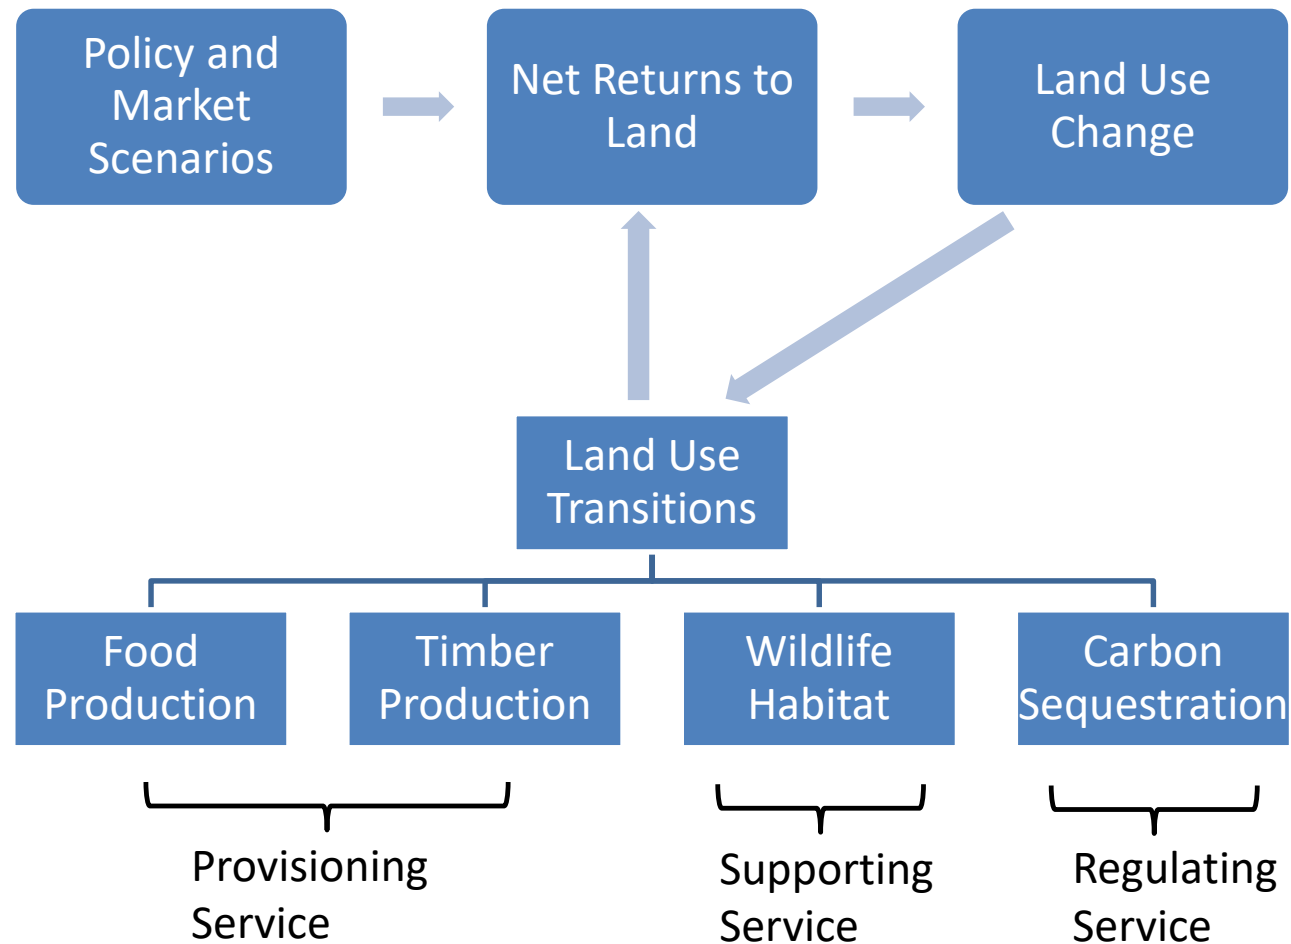 Policy and
Market
Scenarios
Net Returns to
Land
Land Use
Change
Land Use
Transitions
Food
Production
Timber
Production
Wildlife
Habitat
Carbon
Sequestration
Provisioning
Service
Supporting
Service
Regulating
Service